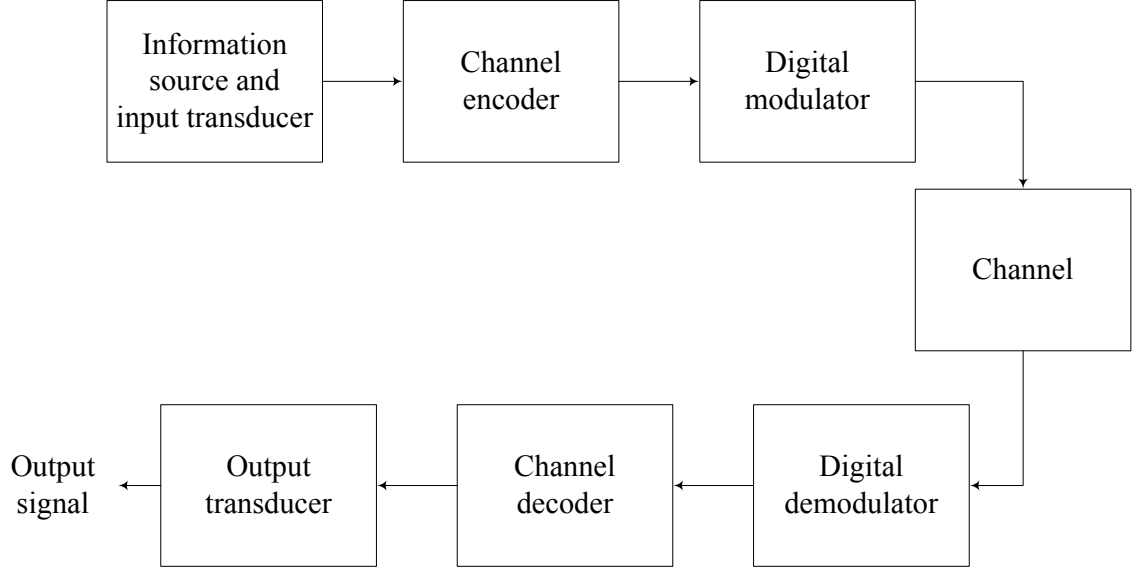 Information
source and
input transducer
Channel
encoder
Digital
modulator
Channel
Output
signal
Output
transducer
Channel
decoder
Digital
demodulator